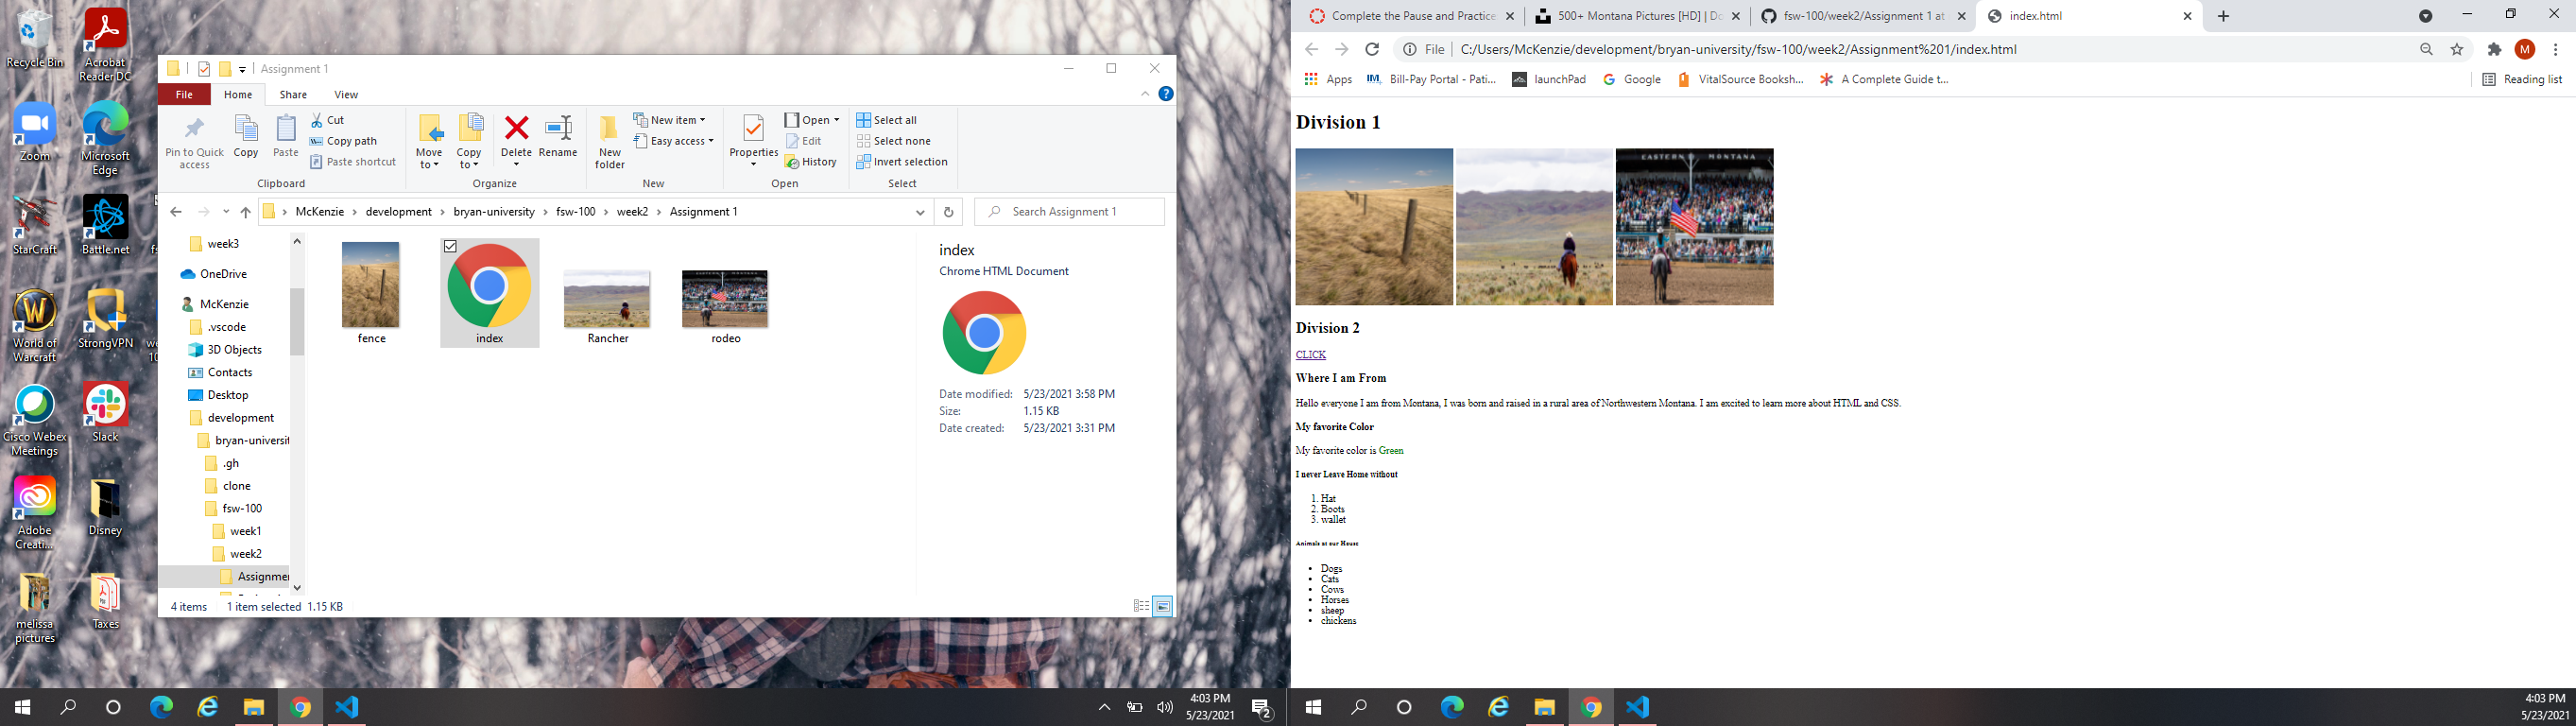 Recycle Bin
Acrobat
Reader DC
Zoom
Microsoft
Edge
StarCraft
Battle.net
World of
Warcraft
StrongVPN
Cisco Webex
Meetings
Slack
Adobe
Creati...
Disney
melissa
pictures
Taxes
Assignment 1
File
Home
Share
View
Pin to Quick
access
Copy
Paste
Cut
Copy path
Paste shortcut
Clipboard
Move
to
Copy
to
Delete
Rename
Organize
New
folder
New item
Easy access
New
Properties
Open
Edit
History
Open
Select all
Select none
Invert selection
Select
McKenzie > development > bryan-university > fsw-100 > week2 > Assignment 1
Search Assignment 1
week3
OneDrive
McKenzie
.vscode
3D Objects
Contacts
Desktop
development
bryan-universit
.gh
clone
fsw-100
week1
week2
Assignme
fence
index
Rancher
rodeo
index
Chrome HTML Document
Date modified: 5/23/2021 3:58 PM
Size: 1.15 KB
Date created: 5/23/2021 3:31 PM
4 items
1 item selected 1.15 KB
4:03 PM
5/23/2021
2
Complete the Pause and Practice
500+ Montana Pictures [HD] | Do
fsw-100/week2/Assignment 1 at
index.html
File | C:/Users/McKenzie/development/bryan-university/fsw-100/week2/Assignment%201/index.html
M
Apps
Bill-Pay Portal - Pati...
launchPad
Google
VitalSource Booksh...
A Complete Guide t...
Reading list
Division 1
EASTERN MONTANA
Division 2
CLICK
Where I am From
Hello everyone I am from Montana, I was born and raised in a rural area of Northwestern Montana. I am excited to learn more about HTML and CSS.
My favorite Color
My favorite color is Green
I never Leave Home without
1. Hat
2. Boots
3. wallet
Animals at our House
• Dogs
• Cats
• Cows
• Horses
• sheep
• chickens
4:03 PM
5/23/2021